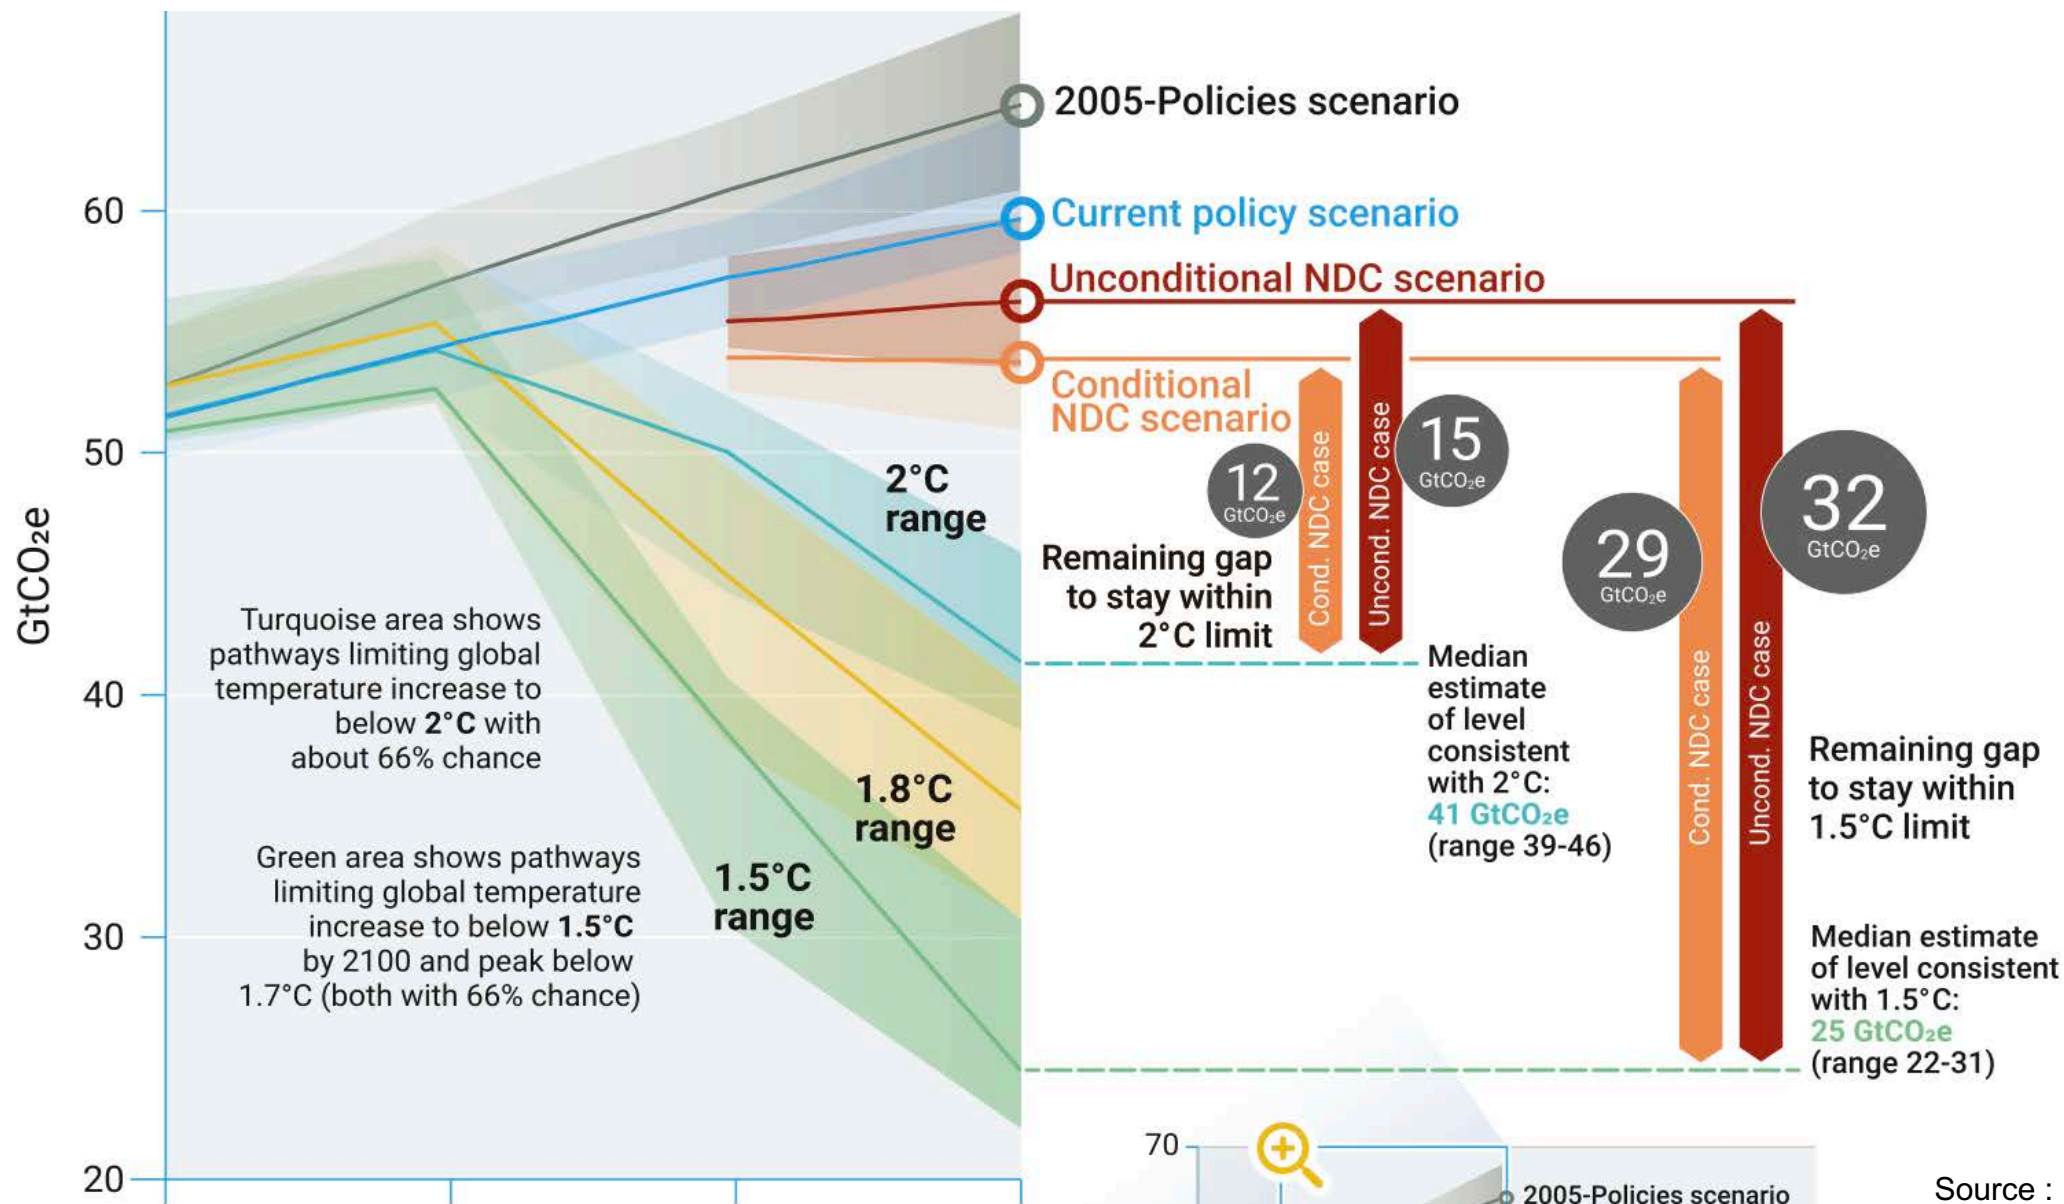 2005-Policies scenario
60
Current policy scenario
Unconditional NDC scenario
Conditional
NDC scenario
50
GtCO₂e
2°C
range
12
GtCO₂e
Cond. NDC case
Uncond. NDC case
15
GtCO₂e
Remaining gap
to stay within
2°C limit
29
GtCO₂e
32
GtCO₂e
Cond. NDC case
Uncond. NDC case
Turquoise area shows
pathways limiting global
temperature increase to
below 2°C with
about 66% chance
40
Median
estimate
of level
consistent
with 2°C:
41 GtCO₂e
(range 39-46)
Remaining gap
to stay within
1.5°C limit
1.8°C
range
Green area shows pathways
limiting global temperature
increase to below 1.5°C
by 2100 and peak below
1.7°C (both with 66% chance)
1.5°C
range
30
Median estimate
of level consistent
with 1.5°C:
25 GtCO₂e
(range 22-31)
20
70
2005-Policies scenario
Source :